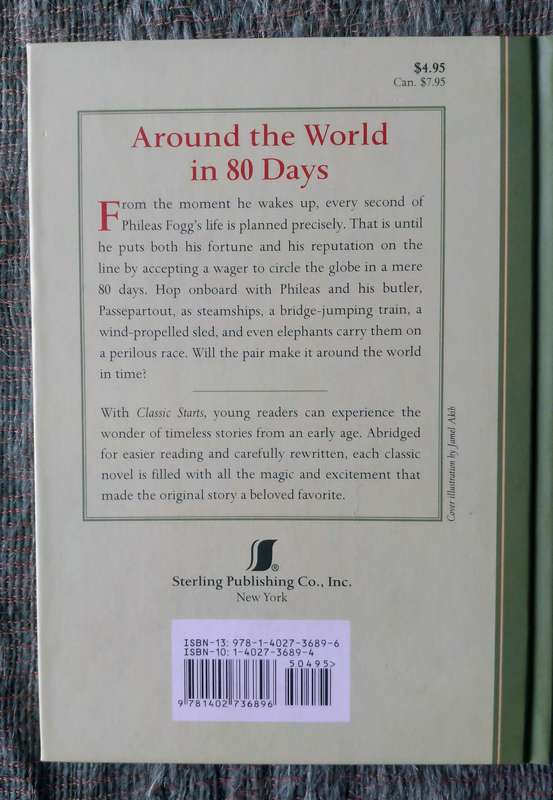 $4.95
Can. $7.95
Around the World
in 80 Days
From the moment he wakes up, every second of
Phileas Fogg's life is planned precisely. That is until
he puts both his fortune and his reputation on the
line by accepting a wager to circle the globe in a mere
80 days. Hop onboard with Phileas and his butler,
Passepartout, as steamships, a bridge-jumping train, a
wind-propelled sled, and even elephants carry them on
a perilous race. Will the pair make it around the world
in time?
With Classic Starts, young readers can experience the
wonder of timeless stories from an early age. Abridged
for easier reading and carefully rewritten, each classic
novel is filled with all the magic and excitement that
made the original story a beloved favorite.
Cover illustration by Jamel Akib
®
Sterling Publishing Co., Inc.
New York
ISBN-13: 978-1-4027-3689-6
ISBN-10: 1-4027-3689-4
50495>
9 781402 736896